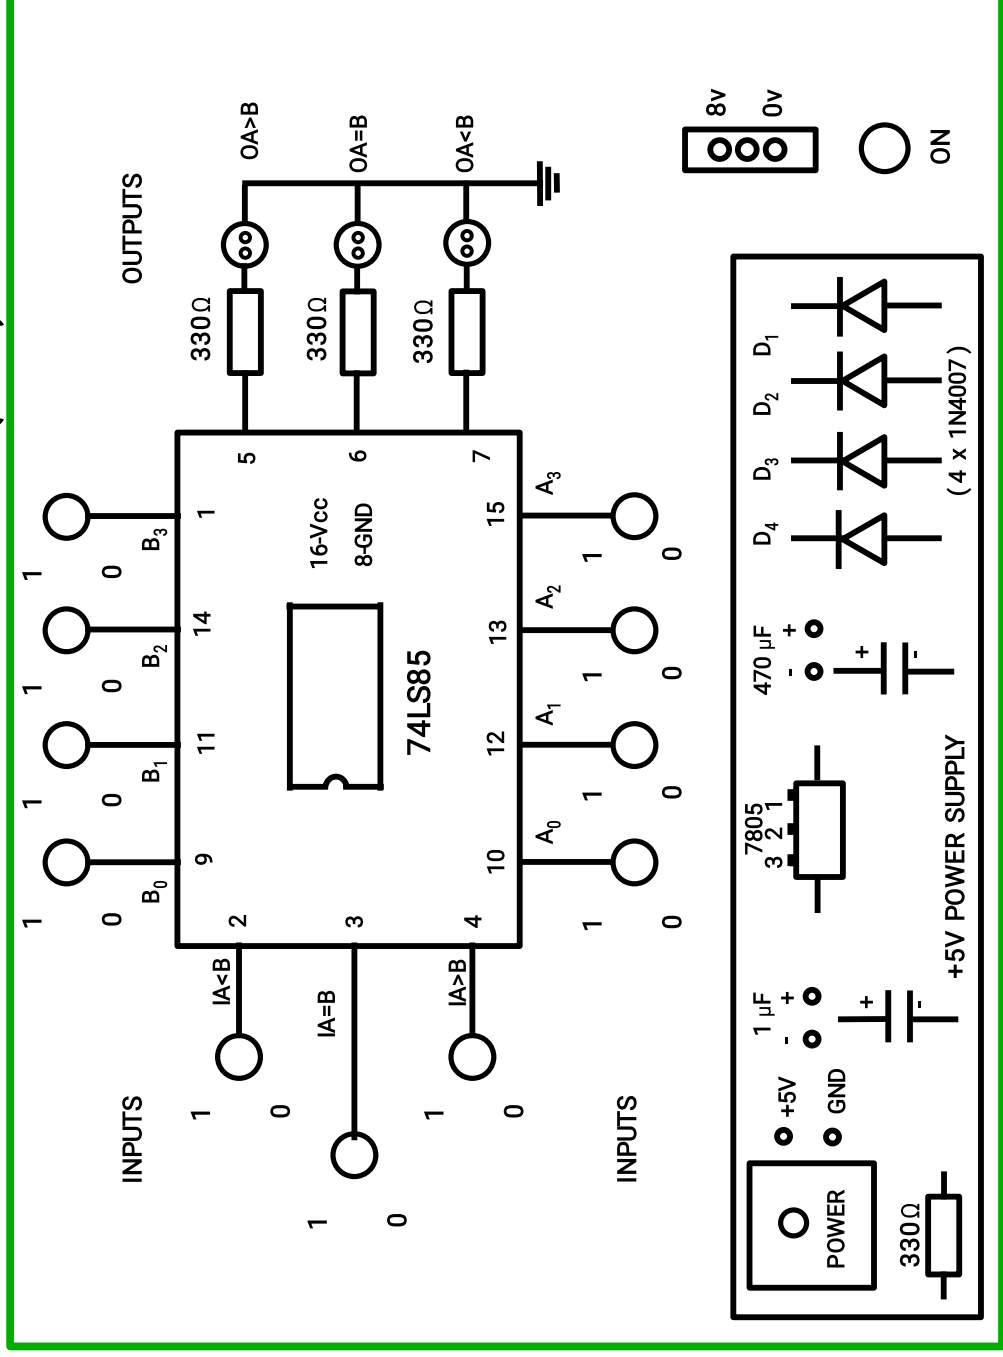 1 1 1 1
0 0 0 0
INPUTS
OUTPUTS
B₀ B₁ B₂ B₃
9 11 14 1
1
0
IA<B
2
1
0
IA=B
3
1
0
IA>B
4
16-Vcc
8-GND
74LS85
5
330Ω
OA>B
6
330Ω
OA=B
7
330Ω
OA<B
10 12 13 15
A₀ A₁ A₂ A₃
1 1 1 1
0 0 0 0
INPUTS
8v
0v
ON
POWER
330Ω
+5V
GND
1 µF
- +
+
-
7805
3 2 1
470 µF
- +
+
-
D₄ D₃ D₂ D₁
( 4 x 1N4007 )
+5V POWER SUPPLY